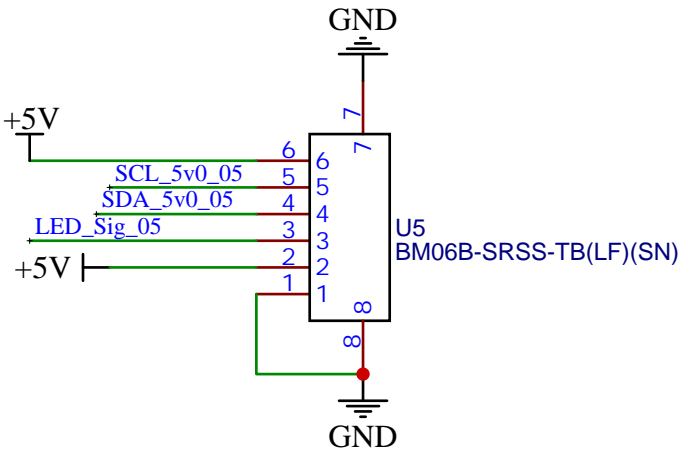 GND
7
7
+5V
6 6
SCL_5v0_05 5 5
SDA_5v0_05 4 4
LED_Sig_05 3 3
+5V 2 2
1 1
U5
BM06B-SRSS-TB(LF)(SN)
8
8
GND